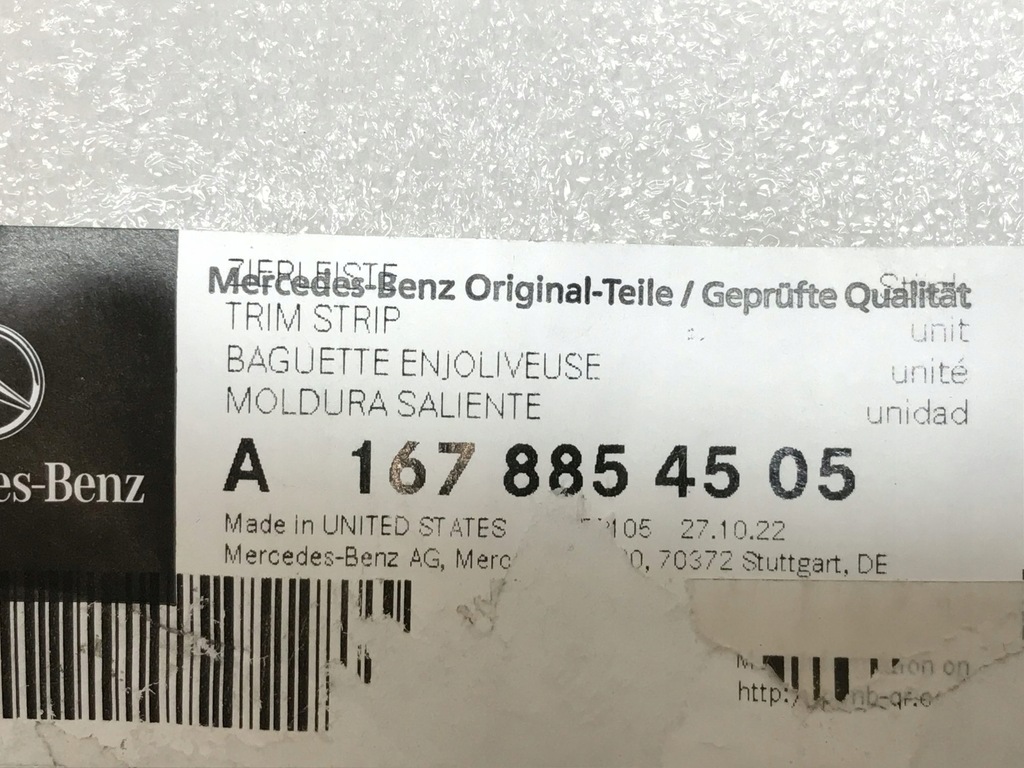 Mercedes-Benz Original-Teile / Geprüfte Qualität
ZIERLEISTE
TRIM STRIP unit
BAGUETTE ENJOLIVEUSE unité
MOLDURA SALIENTE unidad
A 167 885 45 05
es-Benz
Made in UNITED STATES 27.10.22
Mercedes-Benz AG, 70372 Stuttgart, DE
on